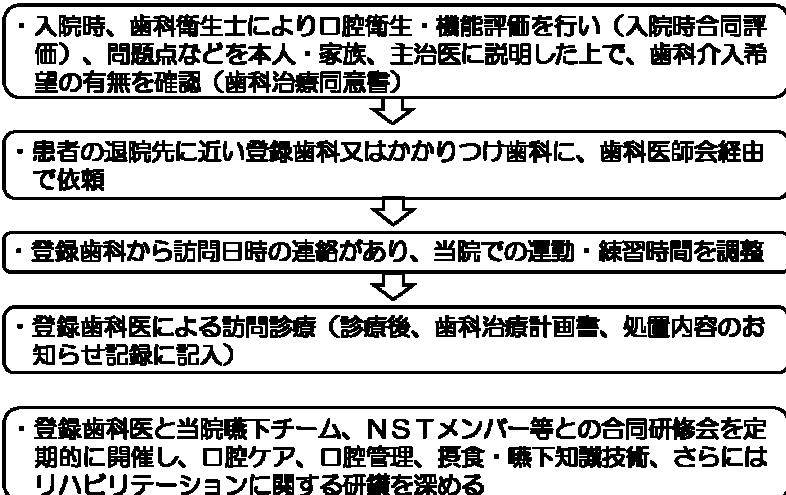 ・入院時、歯科衛生士により口腔衛生・機能評価を行い（入院時合同評
価）、問題点などを本人・家族、主治医に説明した上で、歯科介入希
望の有無を確認（歯科治療同意書）
・患者の退院先に近い登録歯科又はかかりつけ歯科に、歯科医師会経由
で依頼
・登録歯科から訪問日時の連絡があり、当院での運動・練習時間を調整
・登録歯科医による訪問診療（診療後、歯科治療計画書、処置内容のお
知らせ記録に記入）
・登録歯科医と当院嚥下チーム、ＮＳＴメンバー等との合同研修会を定
期的に開催し、口腔ケア、口腔管理、摂食・嚥下知識技術、さらには
リハビリテーションに関する研鑽を深める